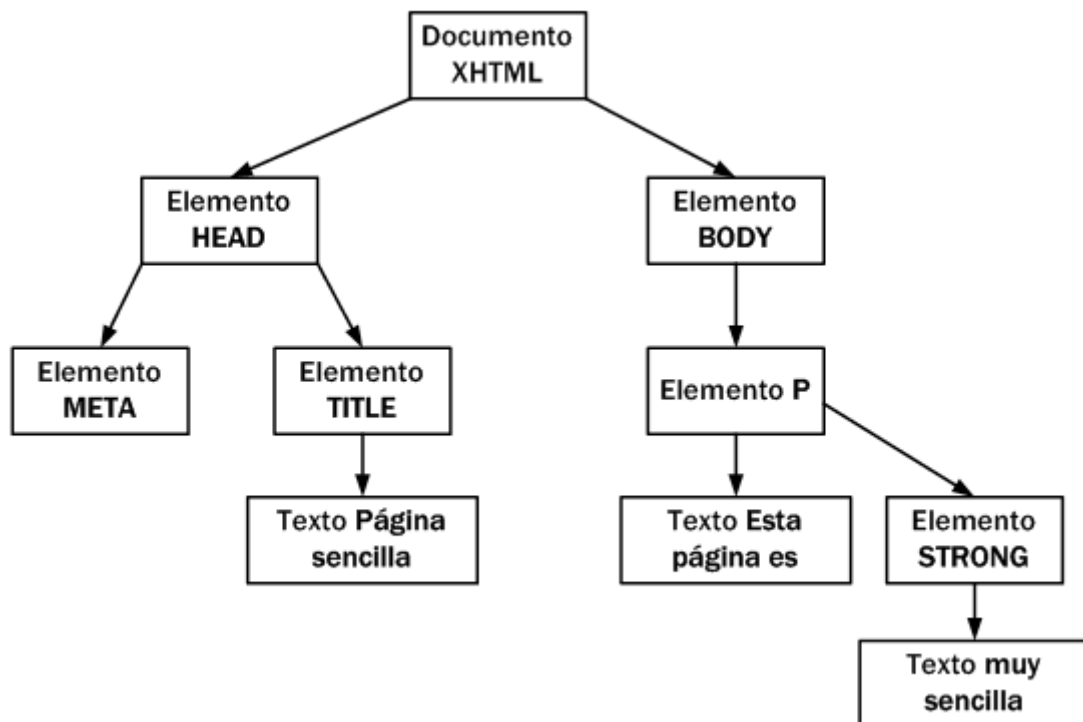 Documento
XHTML
Elemento
HEAD
Elemento
BODY
Elemento
META
Elemento
TITLE
Elemento P
Texto Página
sencilla
Texto Esta
página es
Elemento
STRONG
Texto muy
sencilla